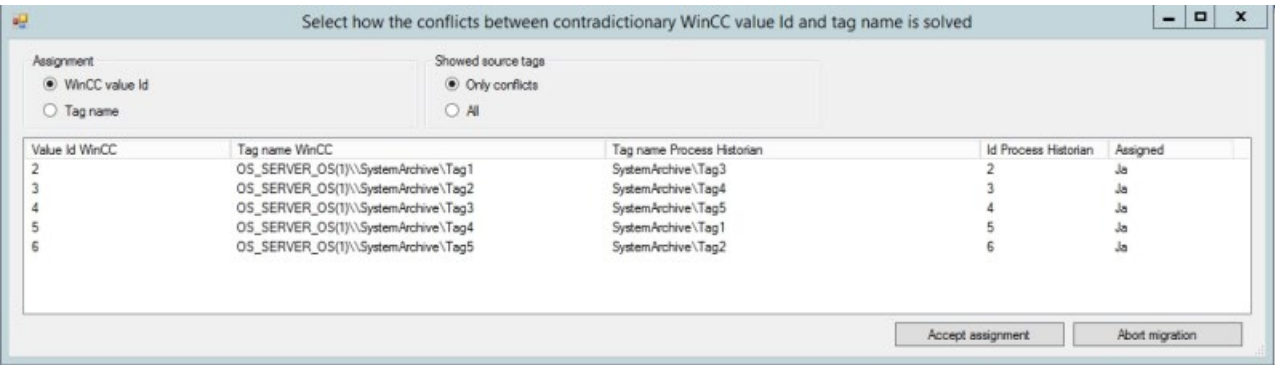 Select how the conflicts between contradictionary WinCC value Id and tag name is solved
Assignment
WinCC value Id
Tag name
Showed source tags
Only conflicts
All
Value Id WinCC Tag name WinCC Tag name Process Historian Id Process Historian Assigned
2 OS_SERVER_OS(1)\\SystemArchive\Tag1 SystemArchive\Tag3 2 Ja
3 OS_SERVER_OS(1)\\SystemArchive\Tag2 SystemArchive\Tag4 3 Ja
4 OS_SERVER_OS(1)\\SystemArchive\Tag3 SystemArchive\Tag5 4 Ja
5 OS_SERVER_OS(1)\\SystemArchive\Tag4 SystemArchive\Tag1 5 Ja
6 OS_SERVER_OS(1)\\SystemArchive\Tag5 SystemArchive\Tag2 6 Ja
Accept assignment Abort migration